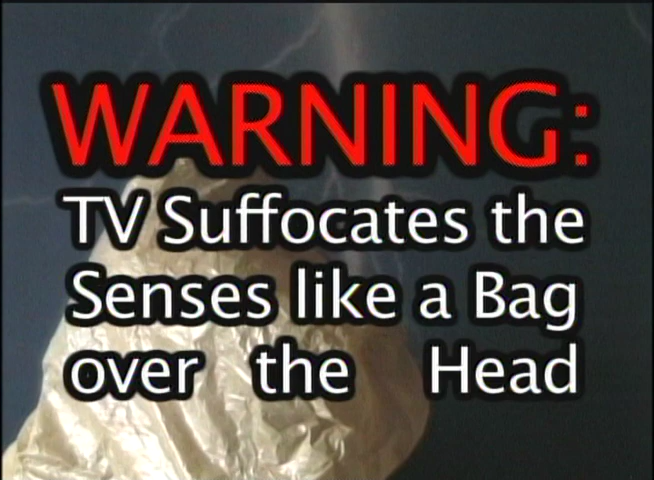 WARNING:
TV Suffocates the
Senses like a Bag
over the Head